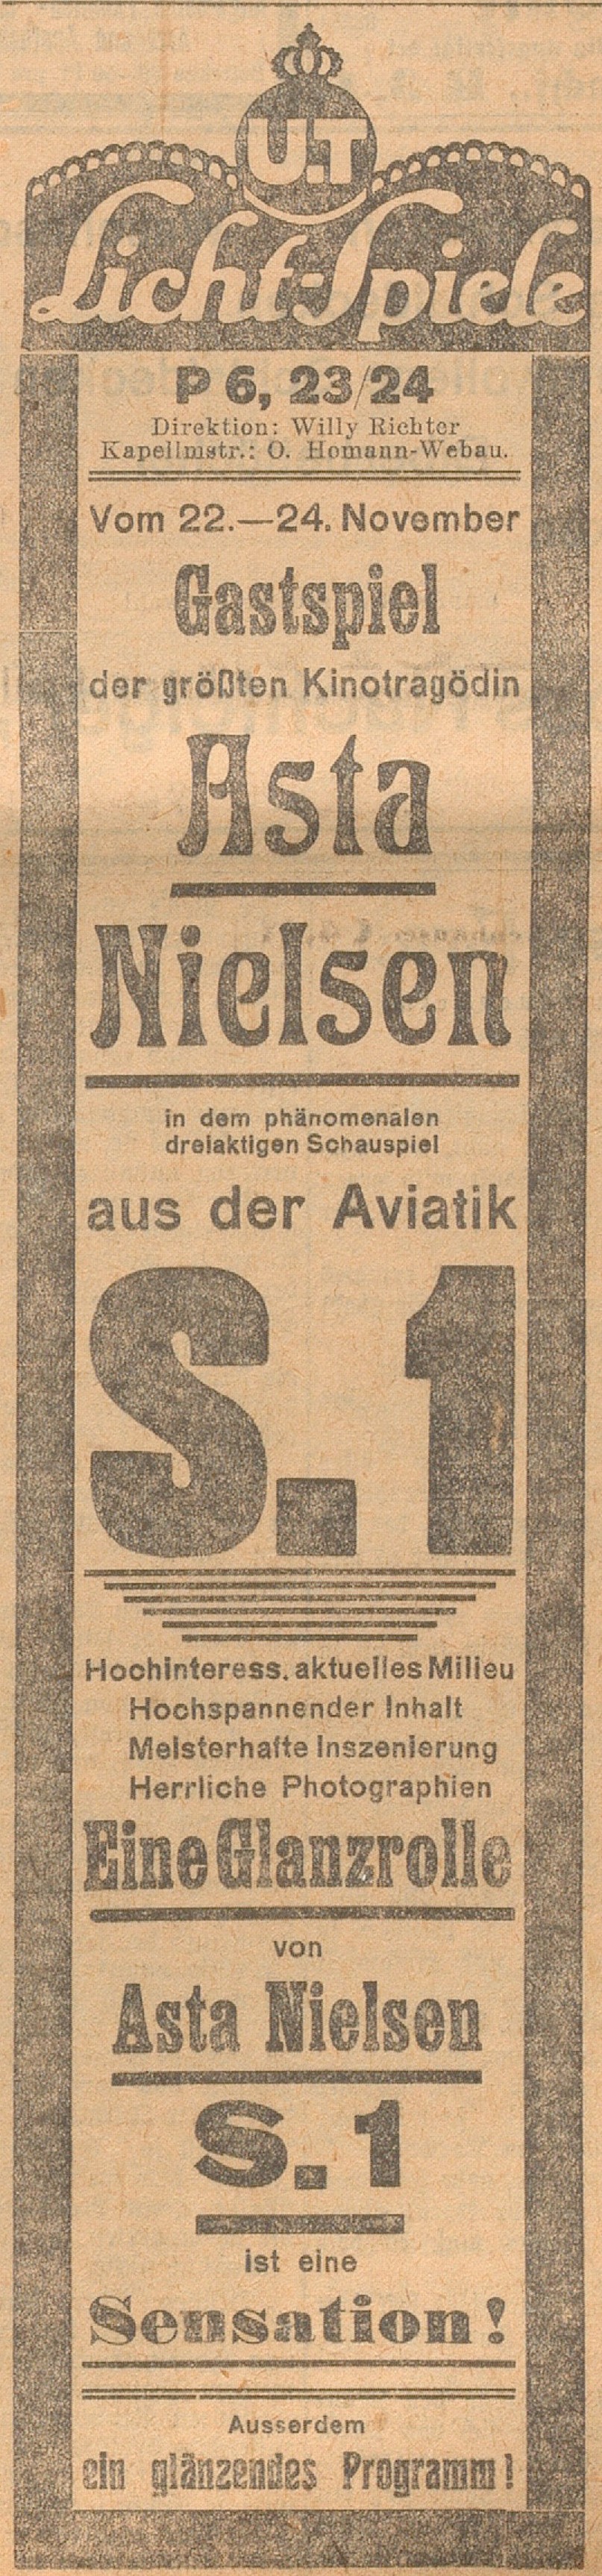 U.T
Licht-Spiele
P 6, 23/24
Direktion: Willy Richter
Kapellmstr.: O. Homann-Webau.
Vom 22.—24. November
Gastspiel
der größten Kinotragödin
Asta
Nielsen
in dem phänomenalen
dreiaktigen Schauspiel
aus der Aviatik
S. 1
Hochinteress. aktuelles Milieu
Hochspannender Inhalt
Meisterhafte Inszenierung
Herrliche Photographien
Eine Glanzrolle
von
Asta Nielsen
S. 1
ist eine
Sensation!
Ausserdem
ein glänzendes Programm!